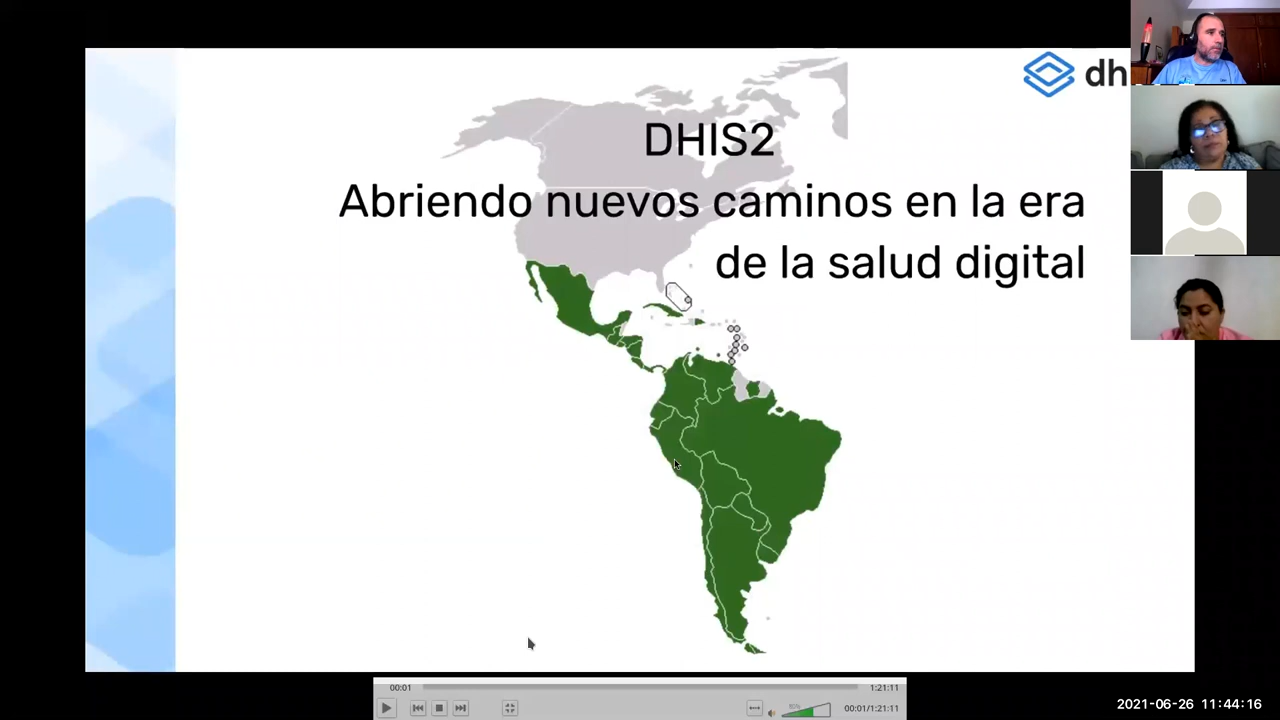 dh
DHIS2
Abriendo nuevos caminos en la era
de la salud digital
00:01
1:21:11
80%
00:01/1:21:11
2021-06-26 11:44:16